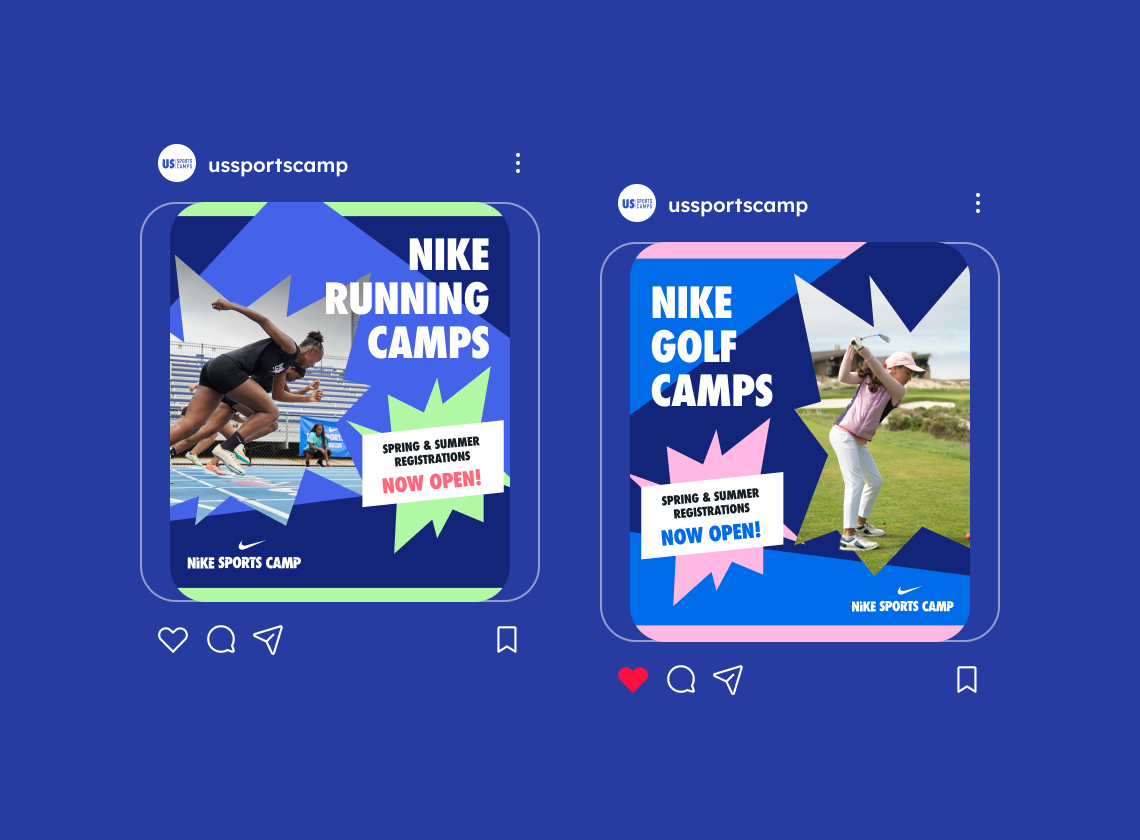 US SPORTS CAMPS
ussportscamp
NIKE
RUNNING
CAMPS
SPRING & SUMMER
REGISTRATIONS
NOW OPEN!
NiKE SPORTS CAMP
US SPORTS CAMPS
ussportscamp
NIKE
GOLF
CAMPS
SPRING & SUMMER
REGISTRATIONS
NOW OPEN!
NiKE SPORTS CAMP